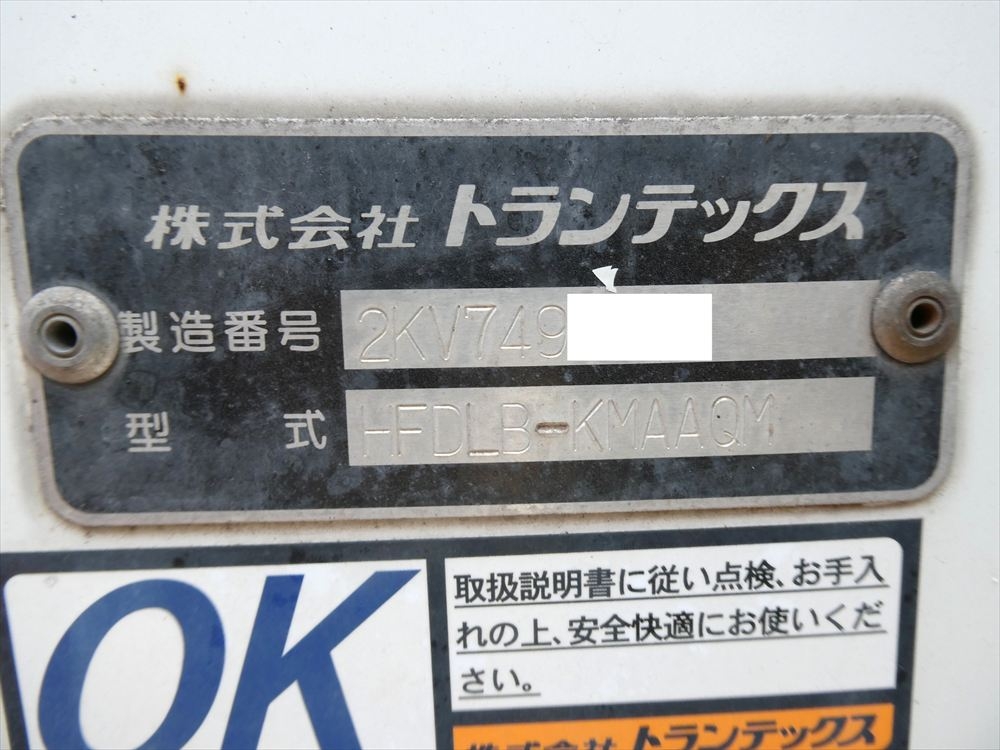 株式会社 トランテックス
製造番号 2KV749
型 式 HFDLB-KMAAQM
OK
取扱説明書に従い点検、お手入
れの上、安全快適にお使いくだ
さい。
株式会社 トランテックス